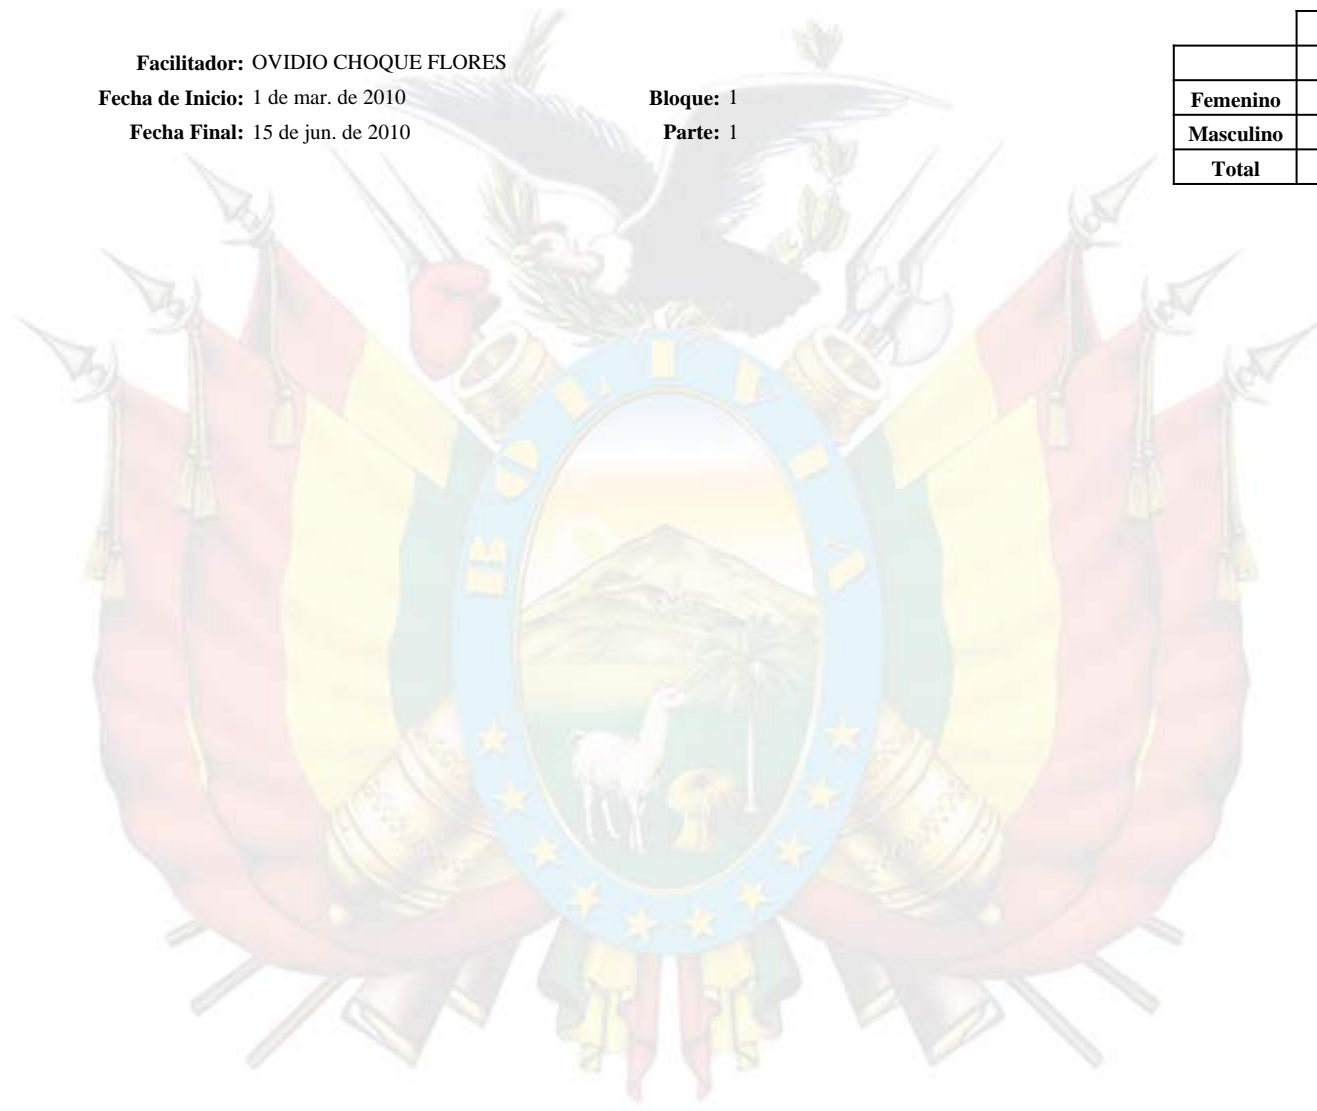 Facilitador: OVIDIO CHOQUE FLORES
Fecha de Inicio: 1 de mar. de 2010 Bloque: 1
Fecha Final: 15 de jun. de 2010 Parte: 1
Femenino
Masculino
Total
BOLIVIA